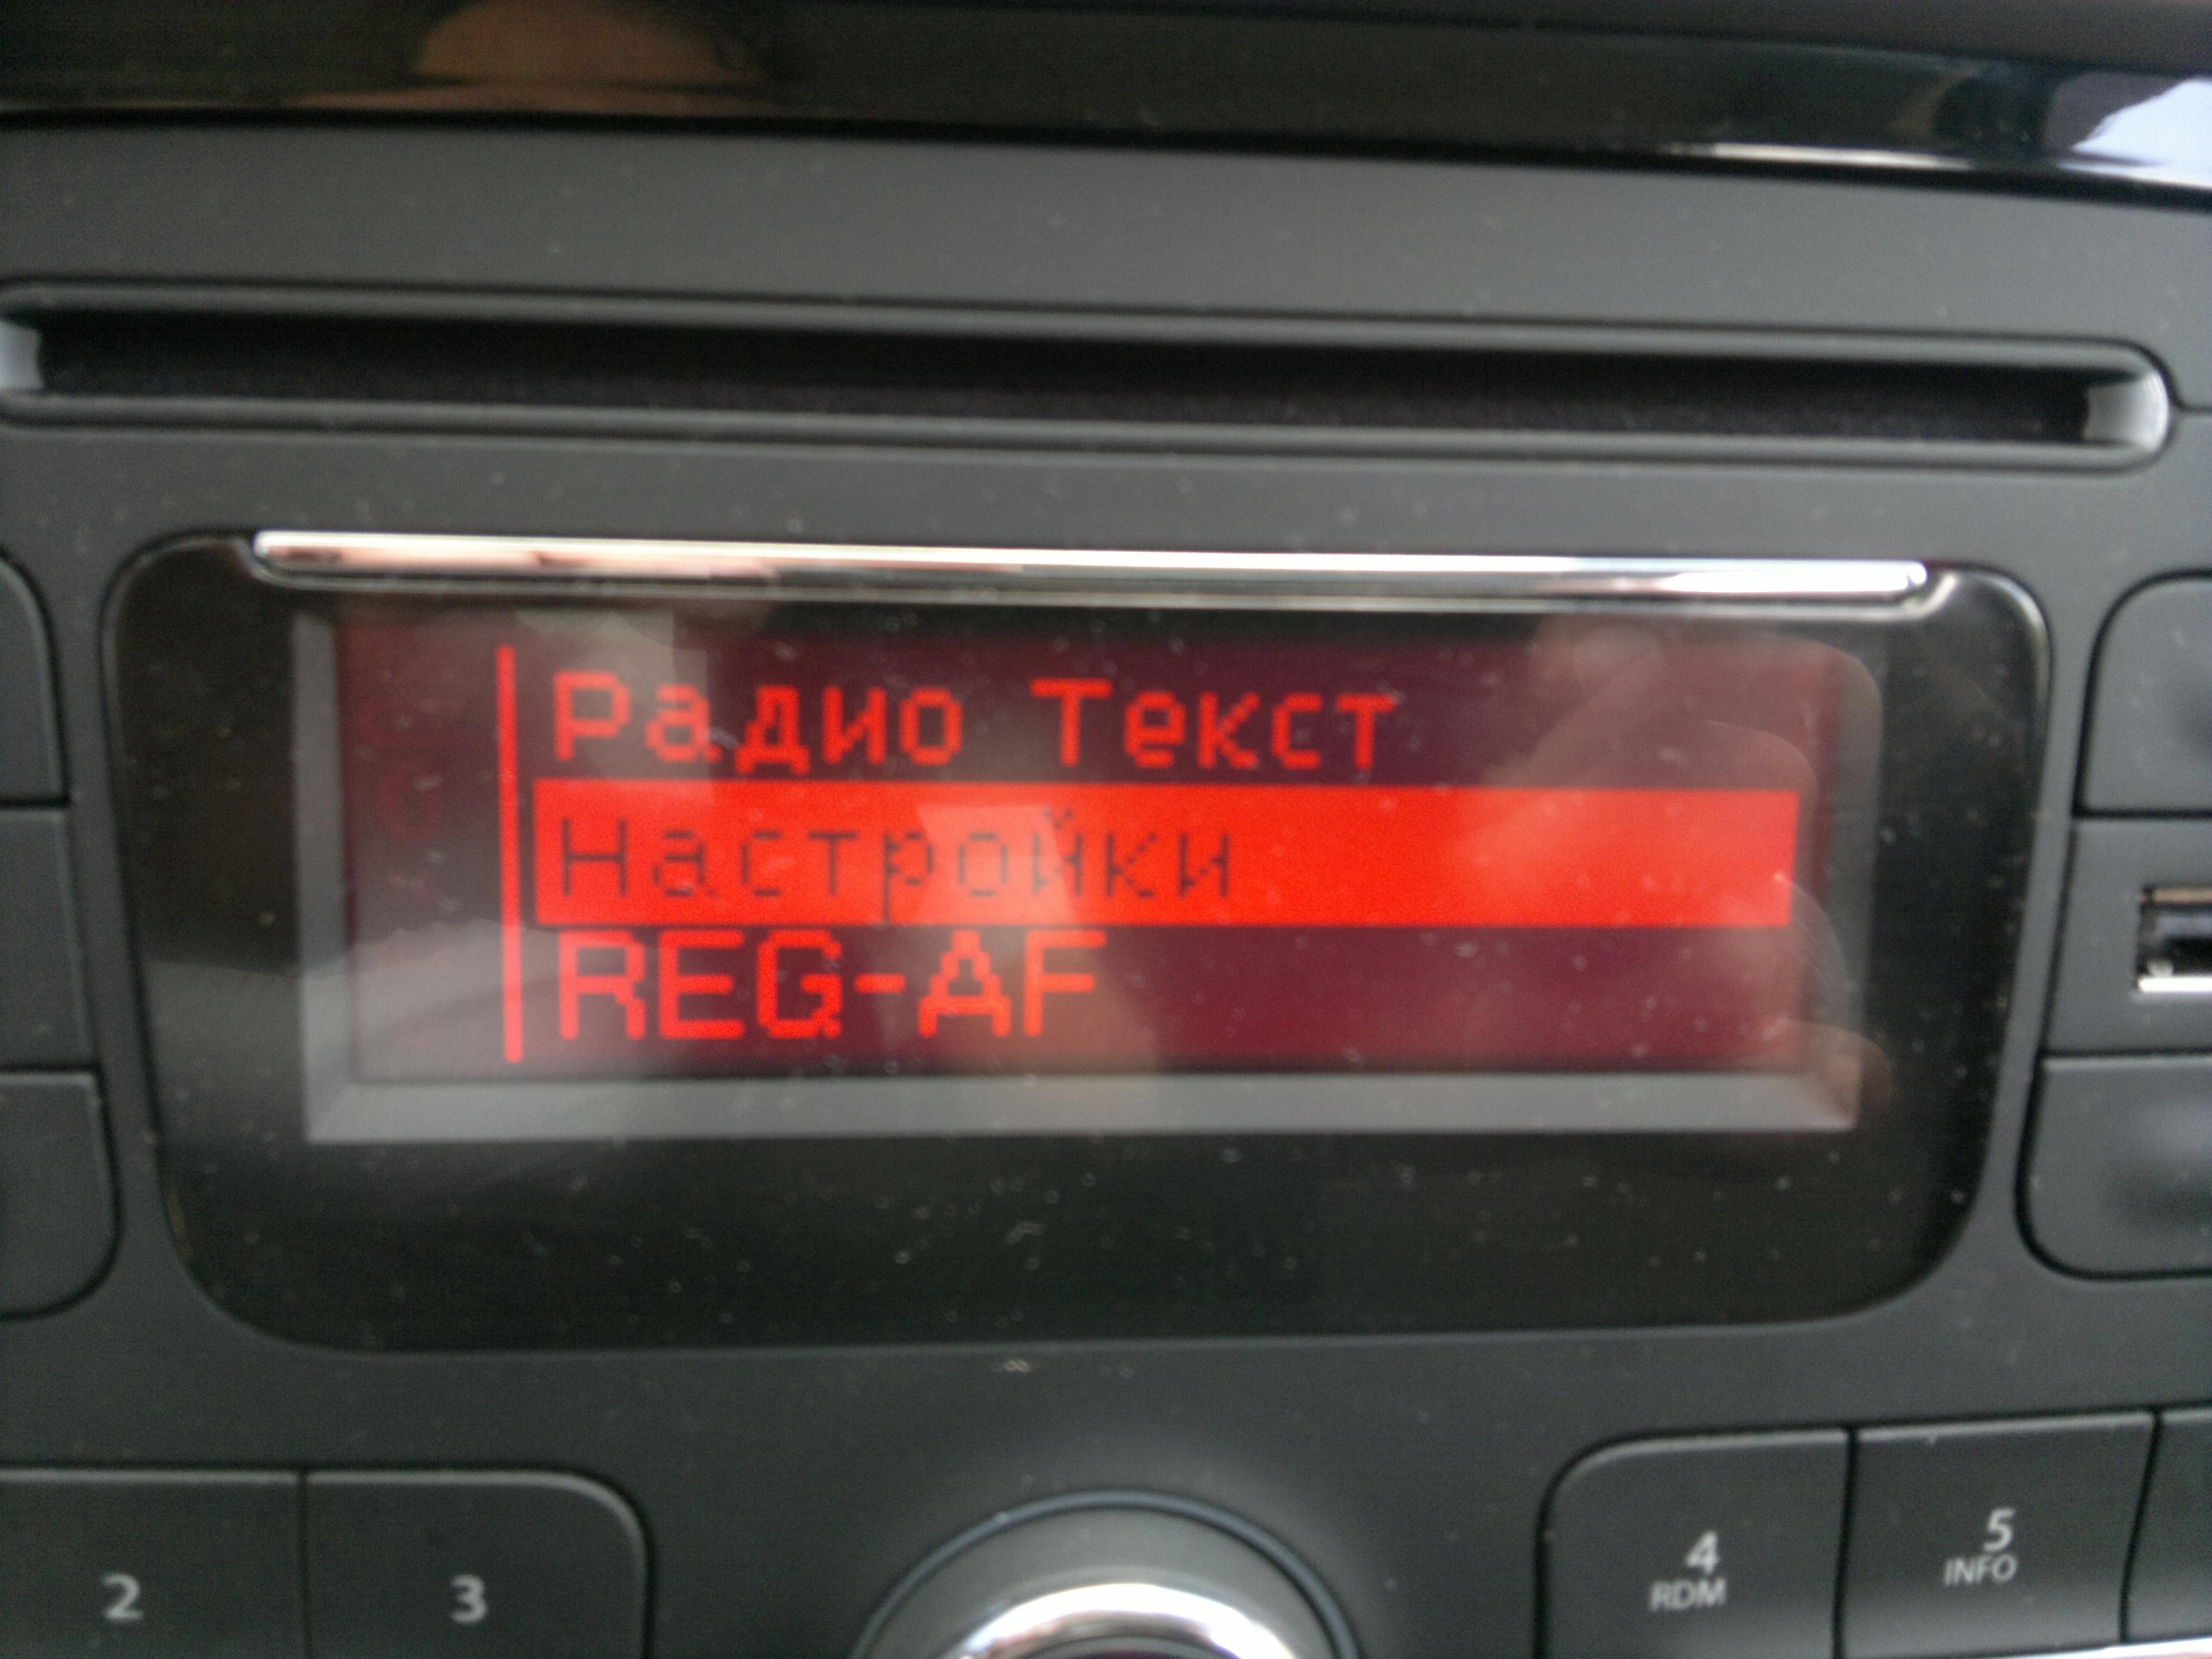 Радио Текст
Настройки
REG-AF
2
3
4
RDM
5
INFO